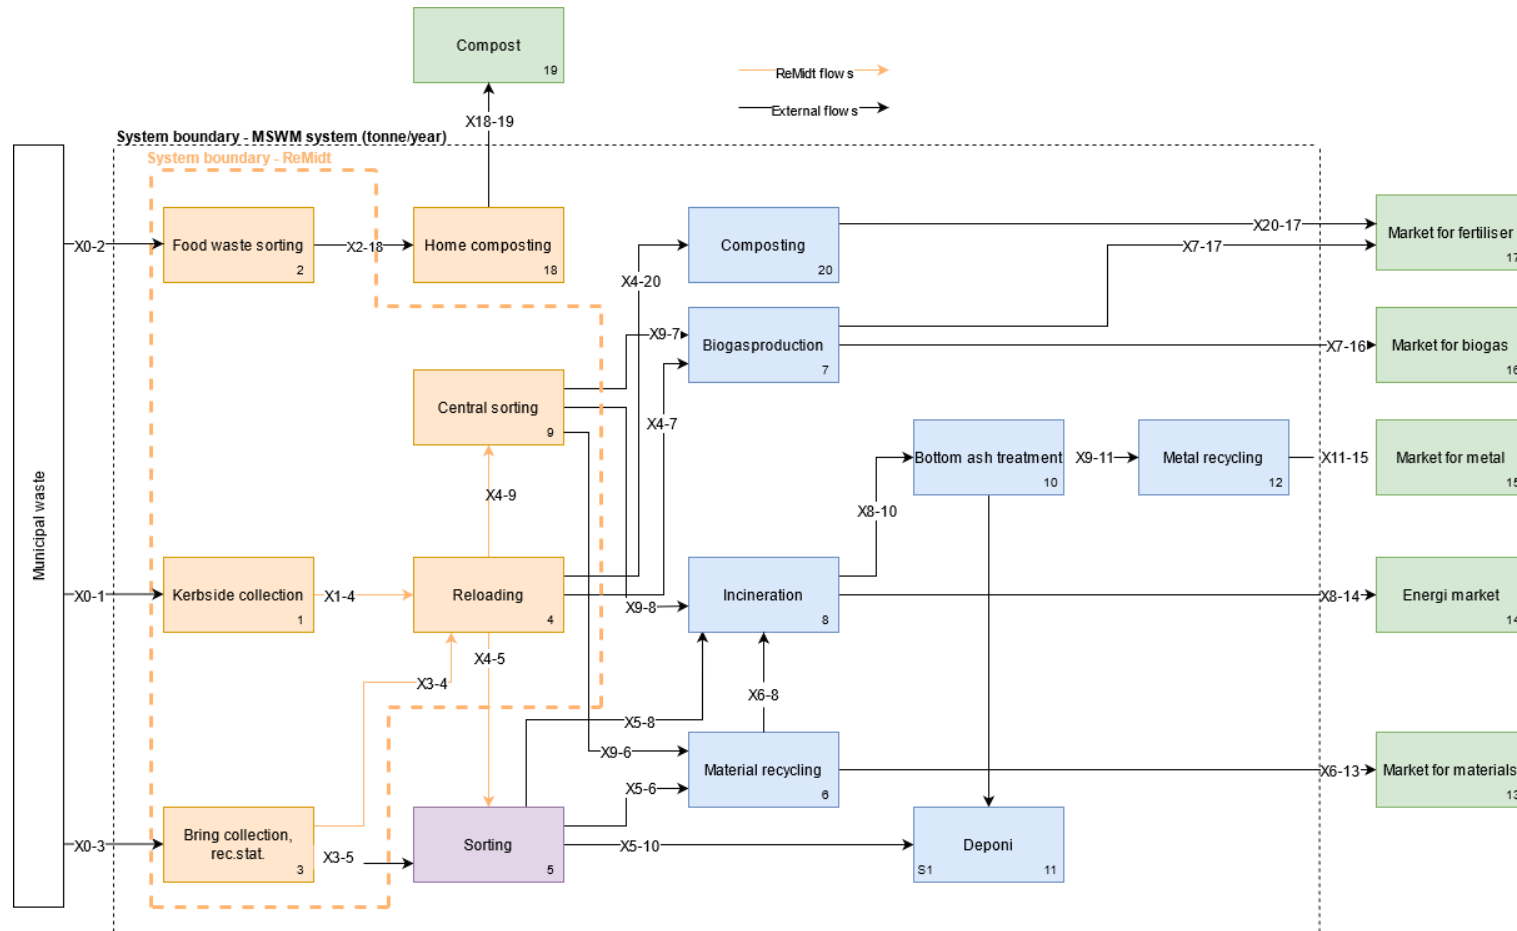 Compost
19
ReMidt flows
External flows
X18-19
System boundary - MSWM system (tonne/year)
System boundary - ReMidt
Municipal waste
X0-2
Food waste sorting
2
X2-18
Home composting
18
X4-20
Composting
20
X20-17
X7-17
Market for fertiliser
17
X9-7
Biogasproduction
7
X7-16
Market for biogas
16
Central sorting
9
X4-7
Bottom ash treatment
10
X9-11
Metal recycling
12
X11-15
Market for metal
15
X4-9
X8-10
X0-1
Kerbside collection
1
X1-4
Reloading
4
X9-8
Incineration
8
X8-14
Energi market
14
X4-5
X3-4
X6-8
X5-8
X9-6
Material recycling
6
X6-13
Market for materials
13
X5-6
X0-3
Bring collection,
rec.stat.
3
X3-5
Sorting
5
X5-10
Deponi
S1
11